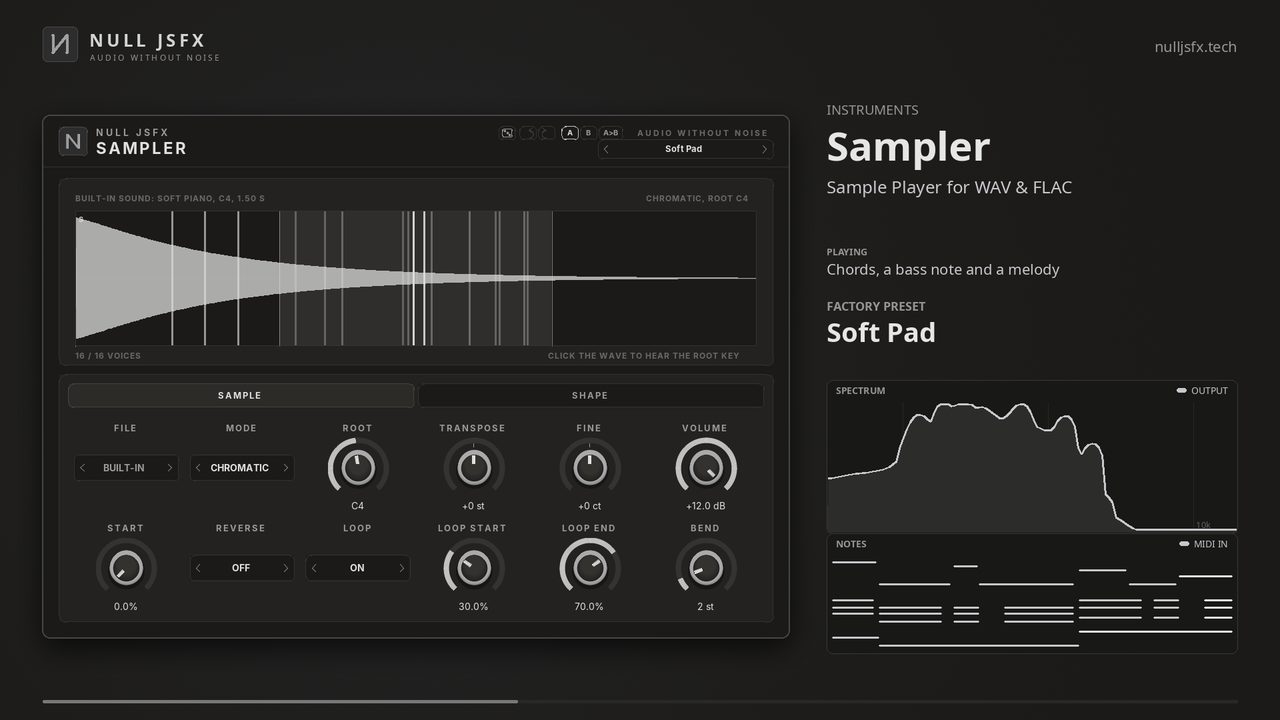 NULL JSFX
AUDIO WITHOUT NOISE
nulljsfx.tech
N
NULL JSFX
SAMPLER
A
B
A>B
AUDIO WITHOUT NOISE
Soft Pad
BUILT-IN SOUND: SOFT PIANO, C4, 1.50 S
CHROMATIC, ROOT C4
S
16 / 16 VOICES
CLICK THE WAVE TO HEAR THE ROOT KEY
SAMPLE
SHAPE
FILE
MODE
ROOT
TRANSPOSE
FINE
VOLUME
BUILT-IN
CHROMATIC
C4
+0 st
+0 ct
+12.0 dB
START
REVERSE
LOOP
LOOP START
LOOP END
BEND
OFF
ON
0.0%
30.0%
70.0%
2 st
INSTRUMENTS
Sampler
Sample Player for WAV & FLAC
PLAYING
Chords, a bass note and a melody
FACTORY PRESET
Soft Pad
SPECTRUM
OUTPUT
10k
NOTES
MIDI IN